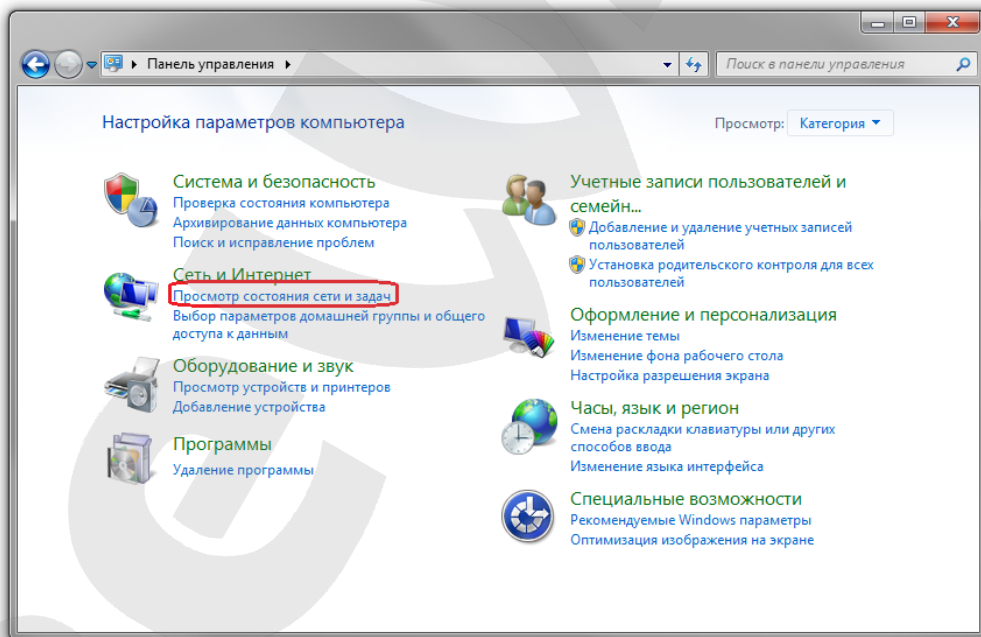 Панель управления
Поиск в панели управления
Настройка параметров компьютера
Просмотр: Категория
Система и безопасность
Проверка состояния компьютера
Архивирование данных компьютера
Поиск и исправление проблем
Сеть и Интернет
Просмотр состояния сети и задач
Выбор параметров домашней группы и общего
доступа к данным
Оборудование и звук
Просмотр устройств и принтеров
Добавление устройства
Программы
Удаление программы
Учетные записи пользователей и
семейн...
Добавление и удаление учетных записей
пользователей
Установка родительского контроля для всех
пользователей
Оформление и персонализация
Изменение темы
Изменение фона рабочего стола
Настройка разрешения экрана
Часы, язык и регион
Смена раскладки клавиатуры или других
способов ввода
Изменение языка интерфейса
Специальные возможности
Рекомендуемые Windows параметры
Оптимизация изображения на экране